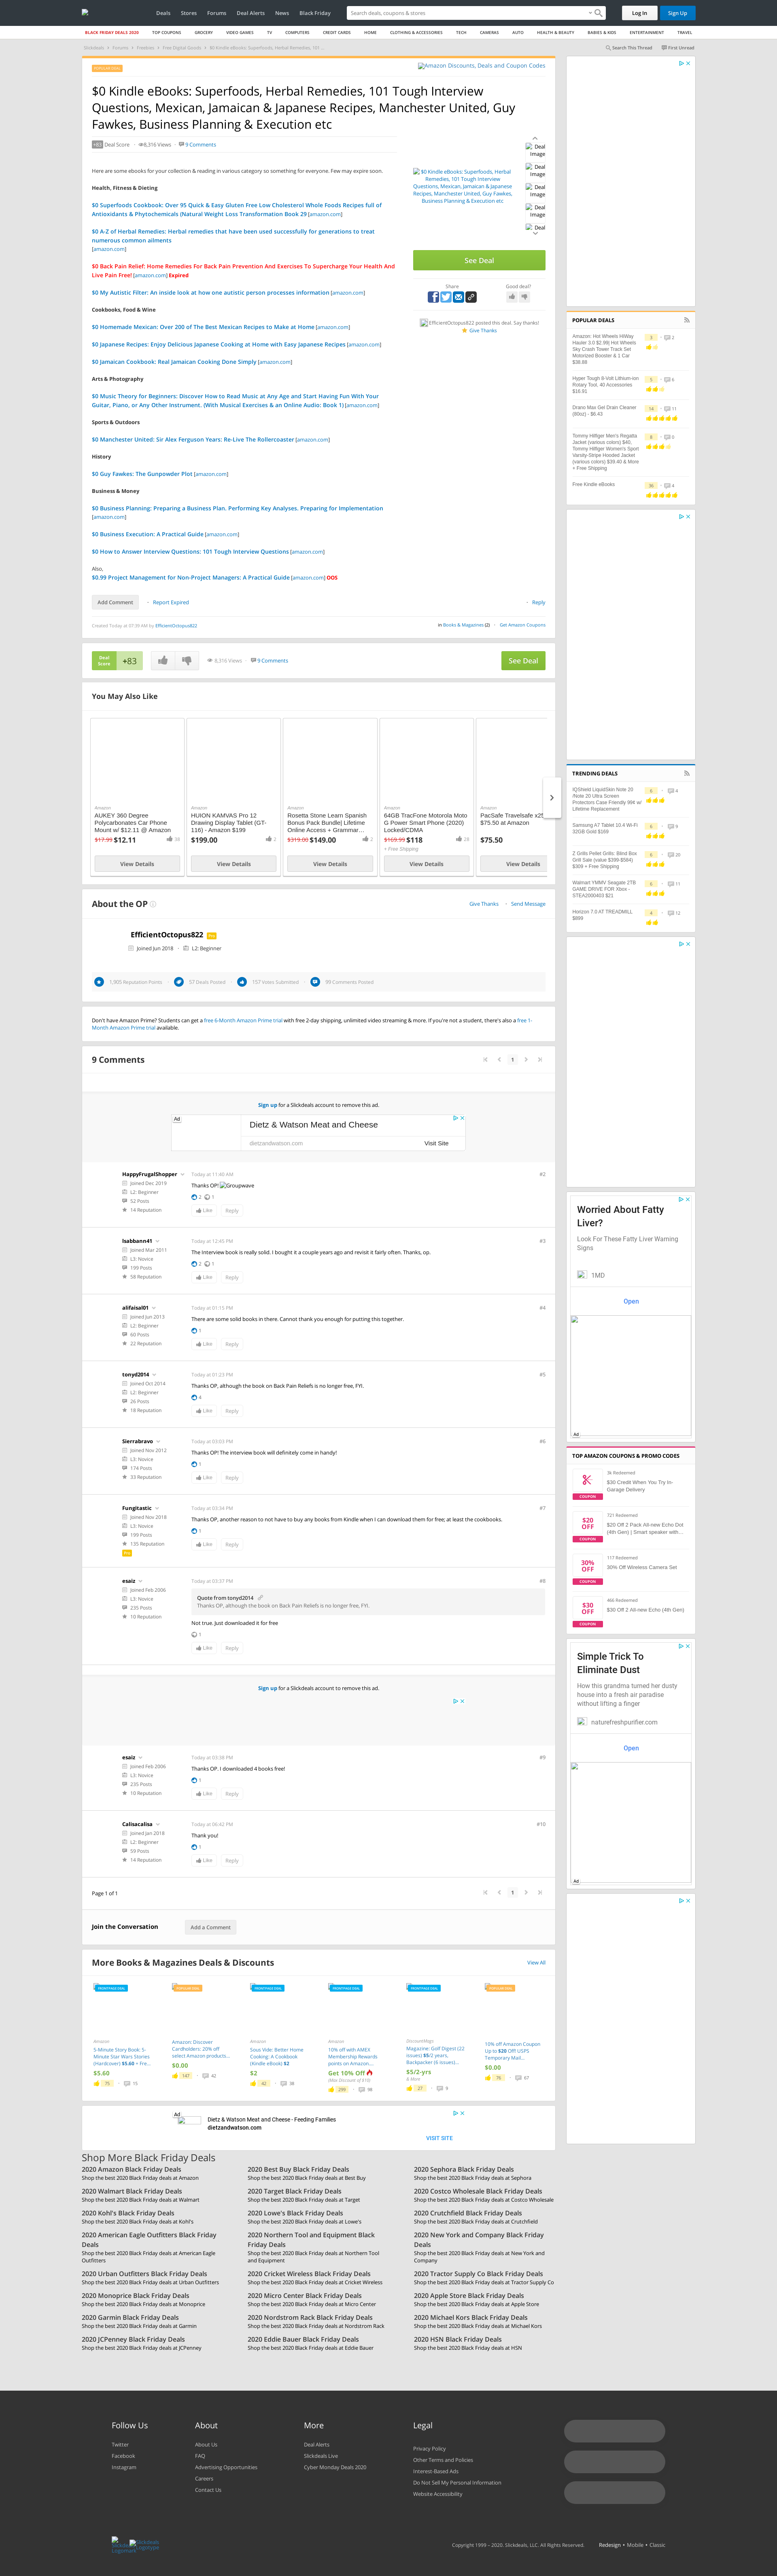 Deals
Stores
Forums
Deal Alerts
News
Black Friday
Search deals, coupons & stores
Log In
Sign Up
BLACK FRIDAY DEALS 2020
TOP COUPONS
GROCERY
VIDEO GAMES
TV
COMPUTERS
CREDIT CARDS
HOME
CLOTHING & ACCESSORIES
TECH
CAMERAS
AUTO
HEALTH & BEAUTY
BABIES & KIDS
ENTERTAINMENT
TRAVEL
Slickdeals > Forums > Freebies > Free Digital Goods > $0 Kindle eBooks: Superfoods, Herbal Remedies, 101 ...
Search This Thread
First Unread
POPULAR DEAL
Amazon Discounts, Deals and Coupon Codes
$0 Kindle eBooks: Superfoods, Herbal Remedies, 101 Tough Interview Questions, Mexican, Jamaican & Japanese Recipes, Manchester United, Guy Fawkes, Business Planning & Execution etc
+83 Deal Score
8,316 Views
9 Comments
Here are some ebooks for your collection & reading in various category so something for everyone. Few may expire soon.
Health, Fitness & Dieting
$0 Superfoods Cookbook: Over 95 Quick & Easy Gluten Free Low Cholesterol Whole Foods Recipes full of Antioxidants & Phytochemicals (Natural Weight Loss Transformation Book 29 [amazon.com]
$0 A-Z of Herbal Remedies: Herbal remedies that have been used successfully for generations to treat numerous common ailments
[amazon.com]
$0 Back Pain Relief: Home Remedies For Back Pain Prevention And Exercises To Supercharge Your Health And Live Pain Free! [amazon.com] Expired
$0 My Autistic Filter: An inside look at how one autistic person processes information [amazon.com]
Cookbooks, Food & Wine
$0 Homemade Mexican: Over 200 of The Best Mexican Recipes to Make at Home [amazon.com]
$0 Japanese Recipes: Enjoy Delicious Japanese Cooking at Home with Easy Japanese Recipes [amazon.com]
$0 Jamaican Cookbook: Real Jamaican Cooking Done Simply [amazon.com]
Arts & Photography
$0 Music Theory for Beginners: Discover How to Read Music at Any Age and Start Having Fun With Your Guitar, Piano, or Any Other Instrument. (With Musical Exercises & an Online Audio: Book 1) [amazon.com]
Sports & Outdoors
$0 Manchester United: Sir Alex Ferguson Years: Re-Live The Rollercoaster [amazon.com]
History
$0 Guy Fawkes: The Gunpowder Plot [amazon.com]
Business & Money
$0 Business Planning: Preparing a Business Plan. Performing Key Analyses. Preparing for Implementation [amazon.com]
$0 Business Execution: A Practical Guide [amazon.com]
$0 How to Answer Interview Questions: 101 Tough Interview Questions [amazon.com]
Also,
$0.99 Project Management for Non-Project Managers: A Practical Guide [amazon.com] OOS
Deal Image
Deal Image
Deal Image
Deal Image
Deal
$0 Kindle eBooks: Superfoods, Herbal Remedies, 101 Tough Interview Questions, Mexican, Jamaican & Japanese Recipes, Manchester United, Guy Fawkes, Business Planning & Execution etc
See Deal
Share
Good deal?
EfficientOctopus822 posted this deal. Say thanks!
Give Thanks
Add Comment
Report Expired
Reply
Created Today at 07:39 AM by EfficientOctopus822
in Books & Magazines (2)
Get Amazon Coupons
Deal Score +83
8,316 Views
9 Comments
See Deal
You May Also Like
Amazon
AUKEY 360 Degree Polycarbonates Car Phone Mount w/ $12.11 @ Amazon
$17.99 $12.11
38
View Details
Amazon
HUION KAMVAS Pro 12 Drawing Display Tablet (GT-116) - Amazon $199
$199.00
2
View Details
Amazon
Rosetta Stone Learn Spanish Bonus Pack Bundle| Lifetime Online Access + Grammar...
$319.00 $149.00
2
View Details
Amazon
64GB TracFone Motorola Moto G Power Smart Phone (2020) Locked/CDMA
$169.99 $118
28
+ Free Shipping
View Details
Amazon
PacSafe Travelsafe x25
$75.50 at Amazon
$75.50
View Details
About the OP
Give Thanks
Send Message
EfficientOctopus822 Pro
Joined Jun 2018
L2: Beginner
1,995 Reputation Points
57 Deals Posted
157 Votes Submitted
99 Comments Posted
Don't have Amazon Prime? Students can get a free 6-Month Amazon Prime trial with free 2-day shipping, unlimited video streaming & more. If you're not a student, there's also a free 1-Month Amazon Prime trial available.
9 Comments
1
Sign up for a Slickdeals account to remove this ad.
Ad
Dietz & Watson Meat and Cheese
dietzandwatson.com
Visit Site
HappyFrugalShopper
Joined Dec 2019
L2: Beginner
52 Posts
14 Reputation
Today at 11:40 AM
#2
Thanks OP! Groupwave
2 1
Like
Reply
lsabbann41
Joined Mar 2011
L3: Novice
199 Posts
58 Reputation
Today at 12:45 PM
#3
The Interview book is really solid. I bought it a couple years ago and revisit it fairly often. Thanks, op.
2 1
Like
Reply
alifaisal01
Joined Jun 2013
L2: Beginner
60 Posts
22 Reputation
Today at 01:15 PM
#4
There are some solid books in there. Cannot thank you enough for putting this together.
1
Like
Reply
tonyd2014
Joined Oct 2014
L2: Beginner
26 Posts
18 Reputation
Today at 01:23 PM
#5
Thanks OP, although the book on Back Pain Reliefs is no longer free, FYI.
4
Like
Reply
Sierrabravo
Joined Nov 2012
L3: Novice
174 Posts
33 Reputation
Today at 03:03 PM
#6
Thanks OP! The interview book will definitely come in handy!
1
Like
Reply
Fungitastic
Joined Nov 2018
L3: Novice
199 Posts
135 Reputation
Pro
Today at 03:34 PM
#7
Thanks OP, another reason to not have to buy any books from Kindle when I can download them for free; at least the cookbooks.
1
Like
Reply
esaiz
Joined Feb 2006
L3: Novice
235 Posts
10 Reputation
Today at 03:37 PM
#8
Quote from tonyd2014
Thanks OP, although the book on Back Pain Reliefs is no longer free, FYI.
Not true. Just downloaded it for free
1
Like
Reply
Sign up for a Slickdeals account to remove this ad.
esaiz
Joined Feb 2006
L3: Novice
235 Posts
10 Reputation
Today at 03:38 PM
#9
Thanks OP. I downloaded 4 books free!
1
Like
Reply
Calisacalisa
Joined Jan 2018
L2: Beginner
59 Posts
14 Reputation
Today at 06:42 PM
#10
Thank you!
1
Like
Reply
Page 1 of 1
1
Join the Conversation
Add a Comment
More Books & Magazines Deals & Discounts
View All
FRONTPAGE DEAL
Amazon
5-Minute Story Book: 5-Minute Star Wars Stories (Hardcover) $5.60 + Fre...
$5.60
75 15
POPULAR DEAL
Amazon: Discover Cardholders: 20% off select Amazon products...
$0.00
147 42
FRONTPAGE DEAL
Amazon
Sous Vide: Better Home Cooking: A Cookbook (Kindle eBook) $2
$2
42 38
FRONTPAGE DEAL
Amazon
10% off with AMEX Membership Rewards points on Amazon....
Get 10% Off
(Max Discount of $10)
296 98
FRONTPAGE DEAL
DiscountMags
Magazine: Golf Digest (22 issues) $5/2 years, Backpacker (6 issues)...
$5/2-yrs
& More
27 9
POPULAR DEAL
10% off Amazon Coupon Up to $20 Off! USPS Temporary Mail...
$0.00
76 57
Ad
Dietz & Watson Meat and Cheese - Feeding Families
dietzandwatson.com
VISIT SITE
POPULAR DEALS
Amazon: Hot Wheels HiWay Hauler 3.0 $2.99| Hot Wheels Sky Crash Tower Track Set Motorized Booster & 1 Car $38.88
3 2
Hyper Tough 8-Volt Lithium-ion Rotary Tool, 40 Accessories $16.91
5 6
Drano Max Gel Drain Cleaner (80oz) - $6.43
14 11
Tommy Hilfiger Men's Regatta Jacket (various colors) $40, Tommy Hilfiger Women's Sport Varsity-Stripe Hooded Jacket (various colors) $39.40 & More + Free Shipping
8 0
Free Kindle eBooks
36 4
TRENDING DEALS
IQShield LiquidSkin Note 20 /Note 20 Ultra Screen Protectors Case Friendly 99¢ w/ Lifetime Replacement
6 4
Samsung A7 Tablet 10.4 Wi-Fi 32GB Gold $169
6 9
Z Grills Pellet Grills: Blind Box Grill Sale (value $399-$584) $309 + Free Shipping
9 20
Walmart YMMV Seagate 2TB GAME DRIVE FOR Xbox - STEA2000403 $21
6 11
Horizon 7.0 AT TREADMILL $899
4 12
Worried About Fatty Liver?
Look For These Fatty Liver Warning Signs
1MD
Open
Ad
TOP AMAZON COUPONS & PROMO CODES
COUPON
3k Redeemed
$30 Credit When You Try In-Garage Delivery
$20 OFF
COUPON
721 Redeemed
$20 Off 2 Pack All-new Echo Dot (4th Gen) | Smart speaker with...
30% OFF
COUPON
117 Redeemed
30% Off Wireless Camera Set
$30 OFF
COUPON
466 Redeemed
$30 Off 2 All-new Echo (4th Gen)
Simple Trick To Eliminate Dust
How this grandma turned her dusty house into a fresh air paradise without lifting a finger
naturefreshpurifier.com
Open
Ad
Shop More Black Friday Deals
2020 Amazon Black Friday Deals
Shop the best 2020 Black Friday deals at Amazon
2020 Best Buy Black Friday Deals
Shop the best 2020 Black Friday deals at Best Buy
2020 Sephora Black Friday Deals
Shop the best 2020 Black Friday deals at Sephora
2020 Walmart Black Friday Deals
Shop the best 2020 Black Friday deals at Walmart
2020 Target Black Friday Deals
Shop the best 2020 Black Friday deals at Target
2020 Costco Wholesale Black Friday Deals
Shop the best 2020 Black Friday deals at Costco Wholesale
2020 Kohl's Black Friday Deals
Shop the best 2020 Black Friday deals at Kohl's
2020 Lowe's Black Friday Deals
Shop the best 2020 Black Friday deals at Lowe's
2020 Crutchfield Black Friday Deals
Shop the best 2020 Black Friday deals at Crutchfield
2020 American Eagle Outfitters Black Friday Deals
Shop the best 2020 Black Friday deals at American Eagle Outfitters
2020 Northern Tool and Equipment Black Friday Deals
Shop the best 2020 Black Friday deals at Northern Tool and Equipment
2020 New York and Company Black Friday Deals
Shop the best 2020 Black Friday deals at New York and Company
2020 Urban Outfitters Black Friday Deals
Shop the best 2020 Black Friday deals at Urban Outfitters
2020 Cricket Wireless Black Friday Deals
Shop the best 2020 Black Friday deals at Cricket Wireless
2020 Tractor Supply Co Black Friday Deals
Shop the best 2020 Black Friday deals at Tractor Supply Co
2020 Monoprice Black Friday Deals
Shop the best 2020 Black Friday deals at Monoprice
2020 Micro Center Black Friday Deals
Shop the best 2020 Black Friday deals at Micro Center
2020 Apple Store Black Friday Deals
Shop the best 2020 Black Friday deals at Apple Store
2020 Garmin Black Friday Deals
Shop the best 2020 Black Friday deals at Garmin
2020 Nordstrom Rack Black Friday Deals
Shop the best 2020 Black Friday deals at Nordstrom Rack
2020 Michael Kors Black Friday Deals
Shop the best 2020 Black Friday deals at Michael Kors
2020 JCPenney Black Friday Deals
Shop the best 2020 Black Friday deals at JCPenney
2020 Eddie Bauer Black Friday Deals
Shop the best 2020 Black Friday deals at Eddie Bauer
2020 HSN Black Friday Deals
Shop the best 2020 Black Friday deals at HSN
Follow Us
Twitter
Facebook
Instagram
About
About Us
FAQ
Advertising Opportunities
Careers
Contact Us
More
Deal Alerts
Slickdeals Live
Cyber Monday Deals 2020
Legal
Privacy Policy
Other Terms and Policies
Interest-Based Ads
Do Not Sell My Personal Information
Website Accessibility
Slickdeals Logomark
Slickdeals Logotype
Copyright 1999 - 2020. Slickdeals, LLC. All Rights Reserved.
Redesign • Mobile • Classic